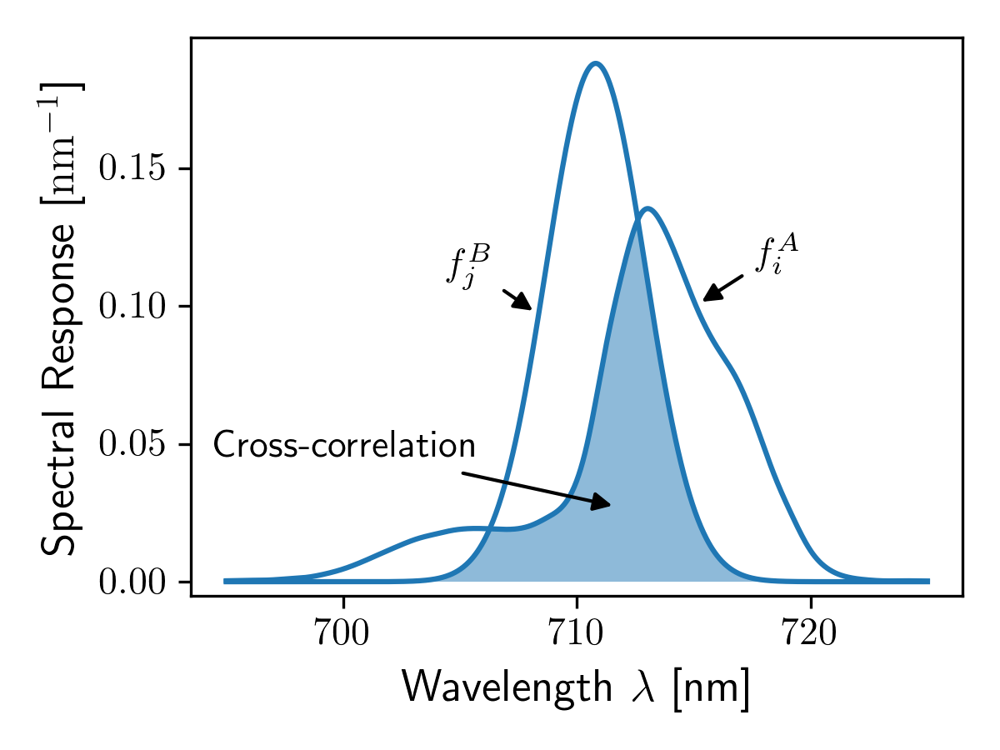 Spectral Response [nm⁻¹]
0.15
0.10
0.05
0.00
f_j^B
f_i^A
Cross-correlation
700 710 720
Wavelength λ [nm]